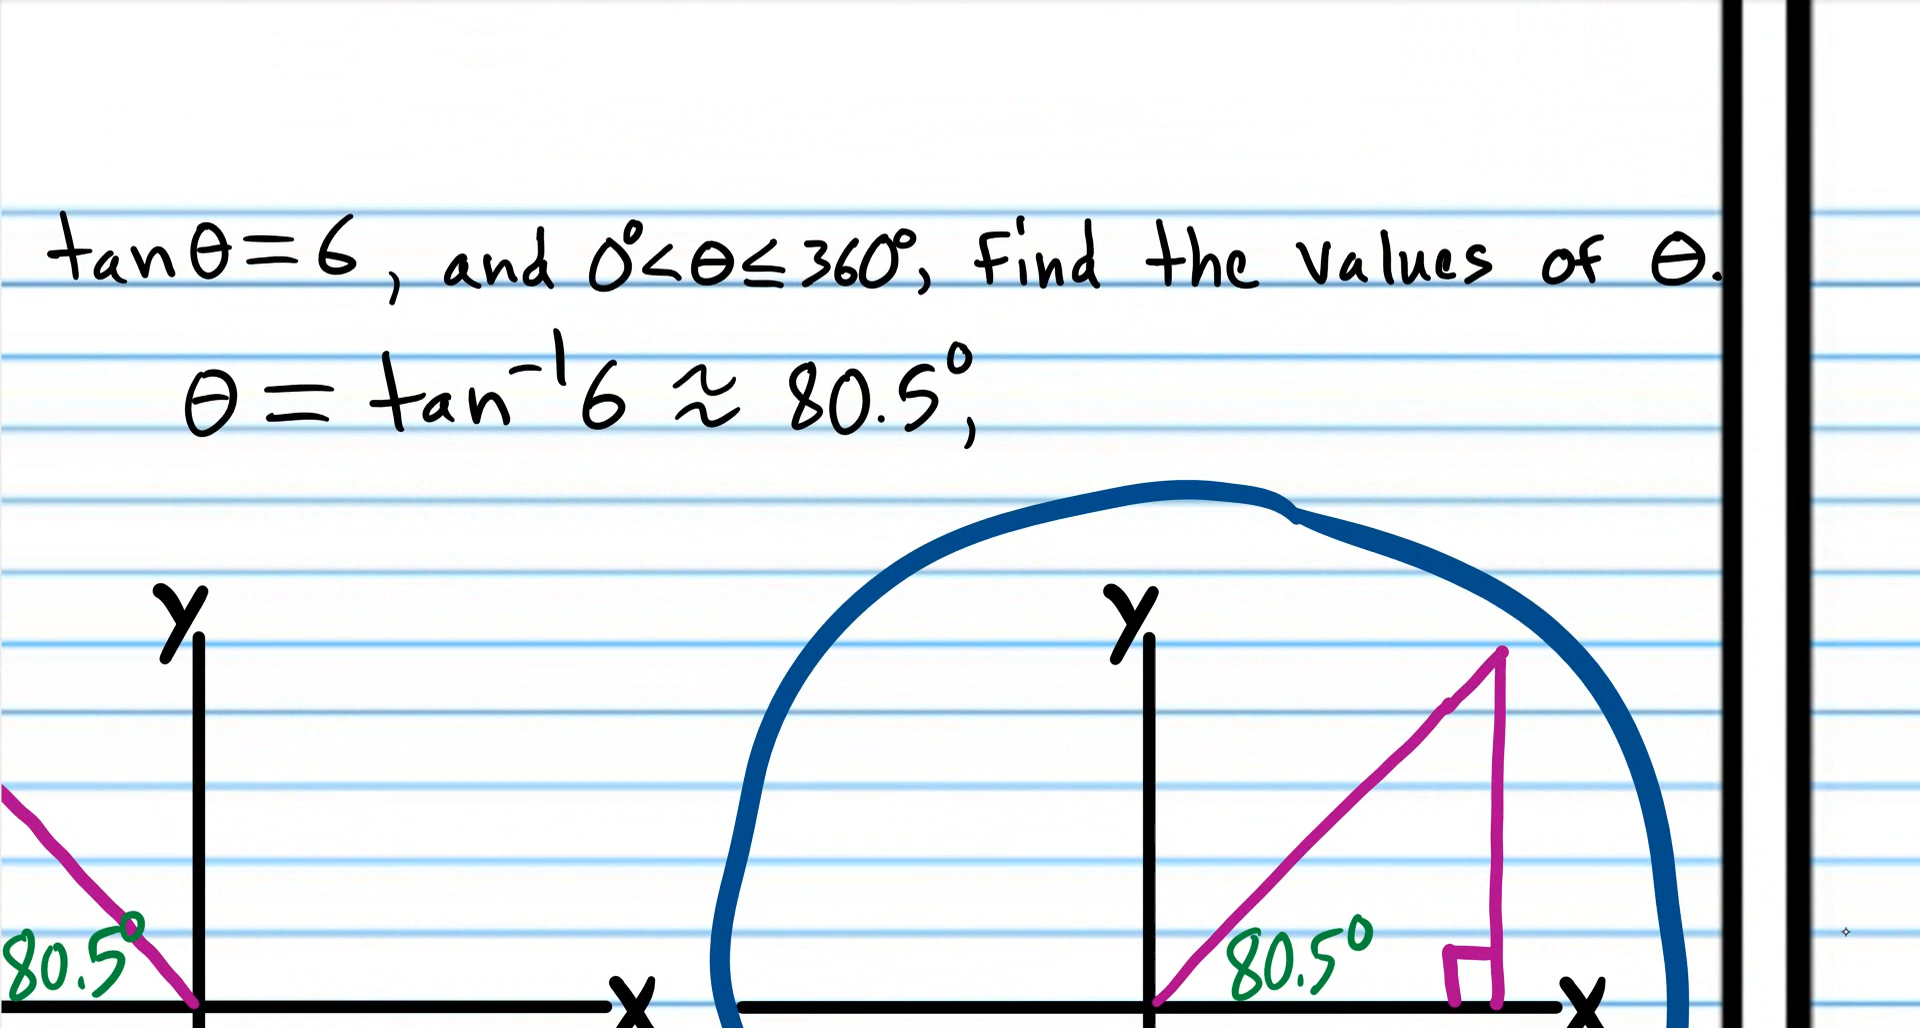 tanθ=6, and 0°<θ≤360°, Find the values of θ.
θ = tan⁻¹6 ≈ 80.5°,
y
y
80.5°
80.5°
x
x